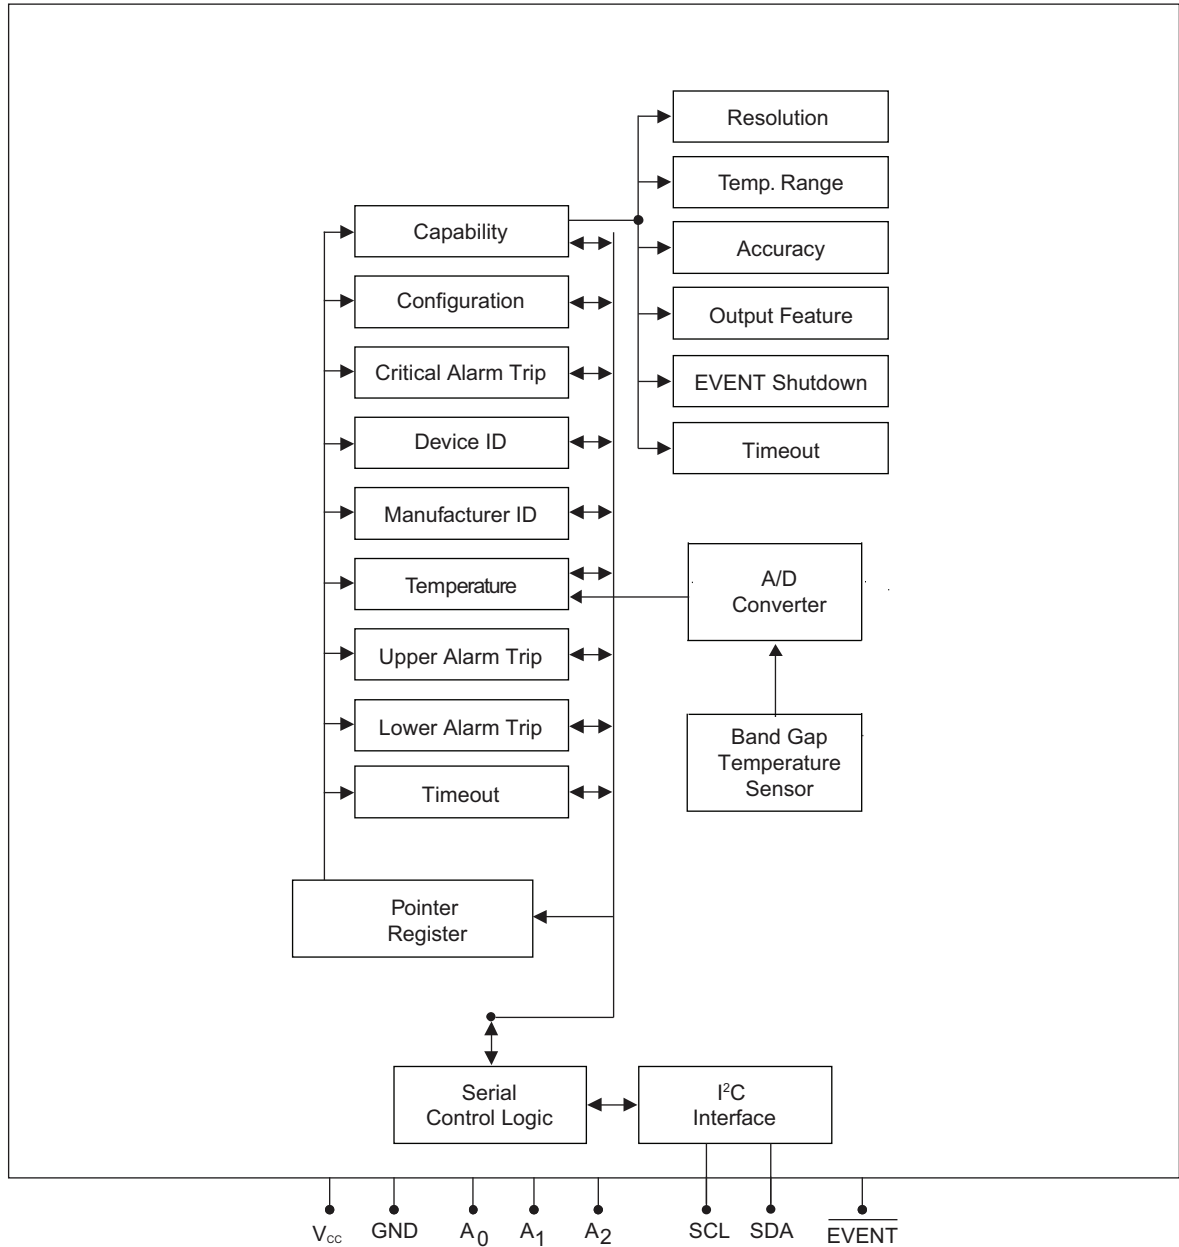 Resolution
Temp. Range
Capability
Accuracy
Configuration
Output Feature
Critical Alarm Trip
EVENT Shutdown
Device ID
Timeout
Manufacturer ID
Temperature
A/D
Converter
Upper Alarm Trip
Lower Alarm Trip
Band Gap
Temperature
Sensor
Timeout
Pointer
Register
Serial
Control Logic
I²C
Interface
VCC GND A0 A1 A2 SCL SDA EVENT